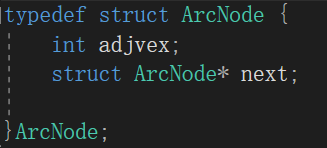 typedef struct ArcNode {
    int adjvex;
    struct ArcNode* next;
}ArcNode;